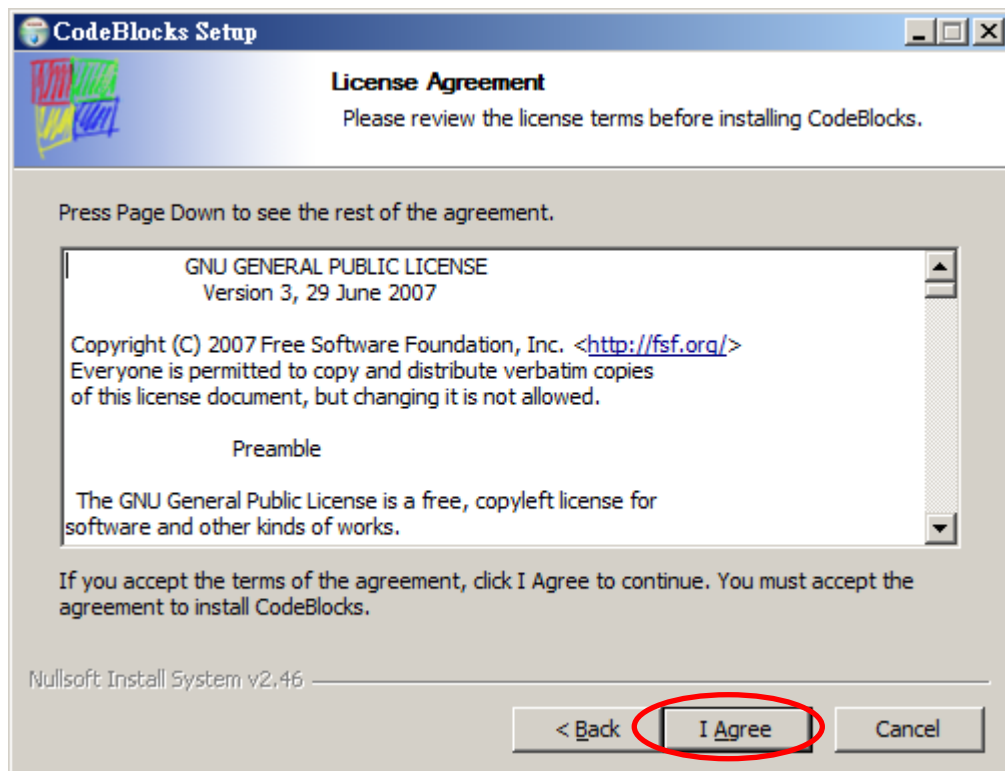 CodeBlocks Setup
License Agreement
Please review the license terms before installing CodeBlocks.
Press Page Down to see the rest of the agreement.
GNU GENERAL PUBLIC LICENSE
Version 3, 29 June 2007
Copyright (C) 2007 Free Software Foundation, Inc. <http://fsf.org/>
Everyone is permitted to copy and distribute verbatim copies
of this license document, but changing it is not allowed.
Preamble
The GNU General Public License is a free, copyleft license for
software and other kinds of works.
If you accept the terms of the agreement, click I Agree to continue. You must accept the
agreement to install CodeBlocks.
Nullsoft Install System v2.46
< Back I Agree Cancel